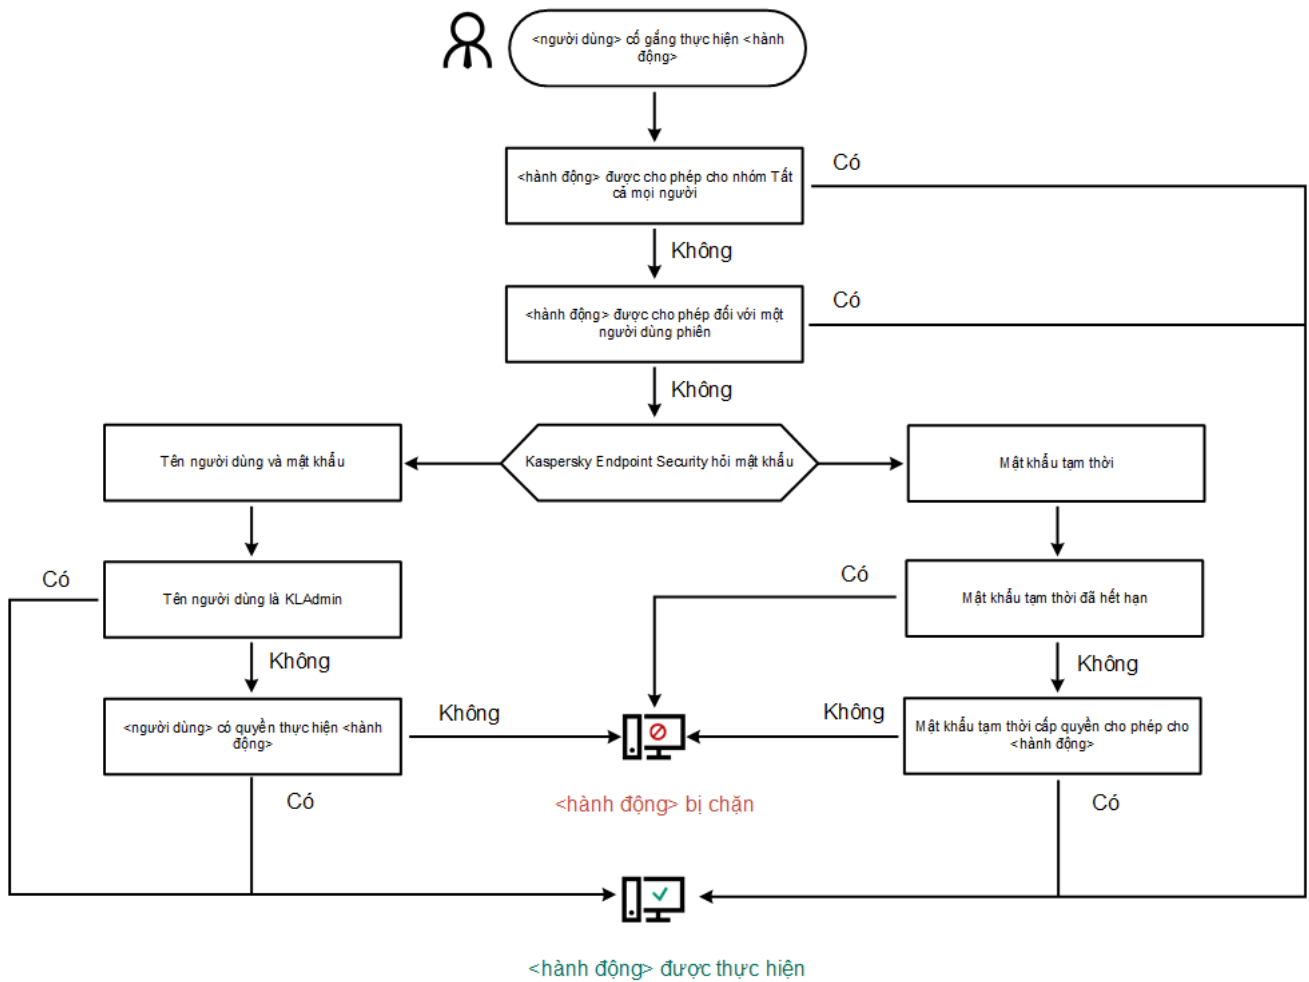 <người dùng> cố gắng thực hiện <hành
động>
<hành động> được cho phép cho nhóm Tất
cả mọi người
Có
Không
<hành động> được cho phép đối với một
người dùng phiên
Có
Không
Tên người dùng và mật khẩu
Kaspersky Endpoint Security hỏi mật khẩu
Mật khẩu tạm thời
Có
Tên người dùng là KLAdmin
Có
Mật khẩu tạm thời đã hết hạn
Không
Không
<người dùng> có quyền thực hiện <hành
động>
Không
Không
Mật khẩu tạm thời cấp quyền cho phép cho
<hành động>
Có
<hành động> bị chặn
Có
<hành động> được thực hiện